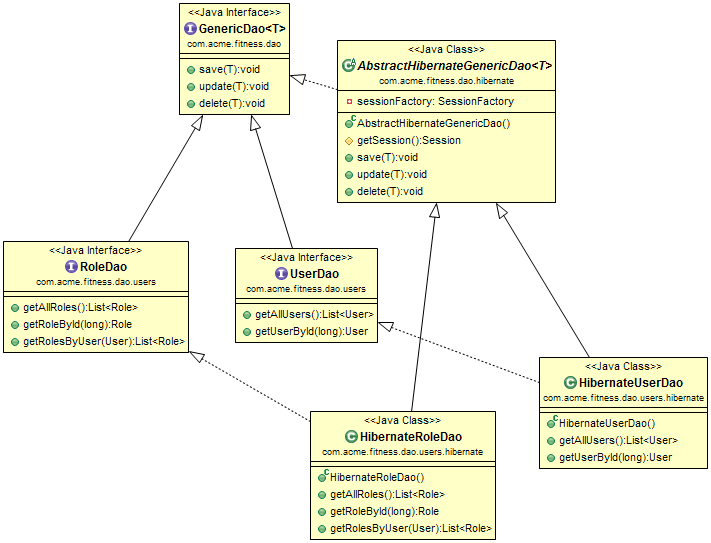 <<Java Interface>>
GenericDao<T>
com.acme.fitness.dao
save(T):void
update(T):void
delete(T):void
<<Java Class>>
AbstractHibernateGenericDao<T>
com.acme.fitness.dao.hibernate
sessionFactory: SessionFactory
AbstractHibernateGenericDao()
getSession():Session
save(T):void
update(T):void
delete(T):void
<<Java Interface>>
RoleDao
com.acme.fitness.dao.users
getAllRoles():List<Role>
getRoleById(long):Role
getRolesByUser(User):List<Role>
<<Java Interface>>
UserDao
com.acme.fitness.dao.users
getAllUsers():List<User>
getUserById(long):User
<<Java Class>>
HibernateUserDao
com.acme.fitness.dao.users.hibernate
HibernateUserDao()
getAllUsers():List<User>
getUserById(long):User
<<Java Class>>
HibernateRoleDao
com.acme.fitness.dao.users.hibernate
HibernateRoleDao()
getAllRoles():List<Role>
getRoleById(long):Role
getRolesByUser(User):List<Role>